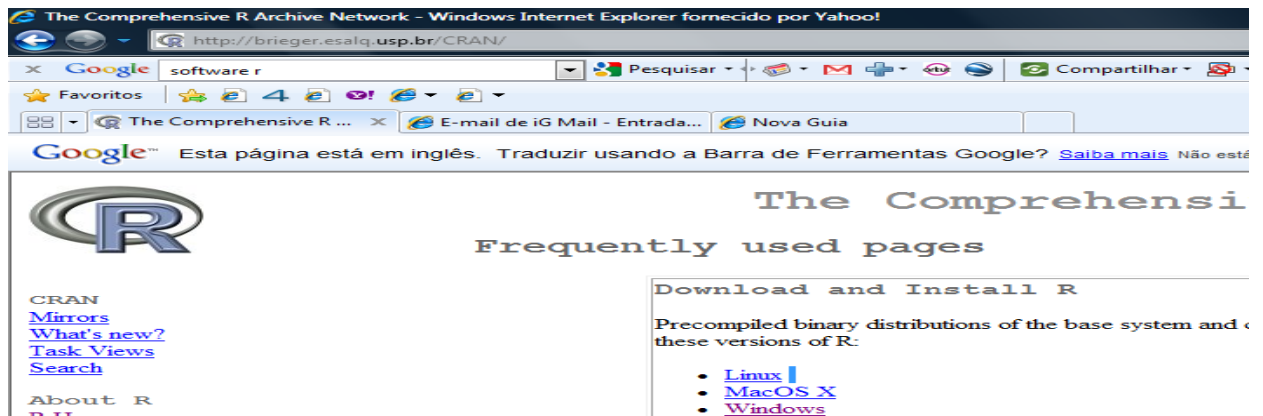 The Comprehensive R Archive Network - Windows Internet Explorer fornecido por Yahoo!
http://brieger.esalq.usp.br/CRAN/
x Google software r Pesquisar Compartilhar
Favoritos
The Comprehensive R ... x E-mail de iG Mail - Entrada... Nova Guia
Google™ Esta página está em inglês. Traduzir usando a Barra de Ferramentas Google? Saiba mais Não está
R
The Comprehensi
Frequently used pages
CRAN
Mirrors
What's new?
Task Views
Search
About R
Download and Install R
Precompiled binary distributions of the base system and
these versions of R:
• Linux
• MacOS X
• Windows